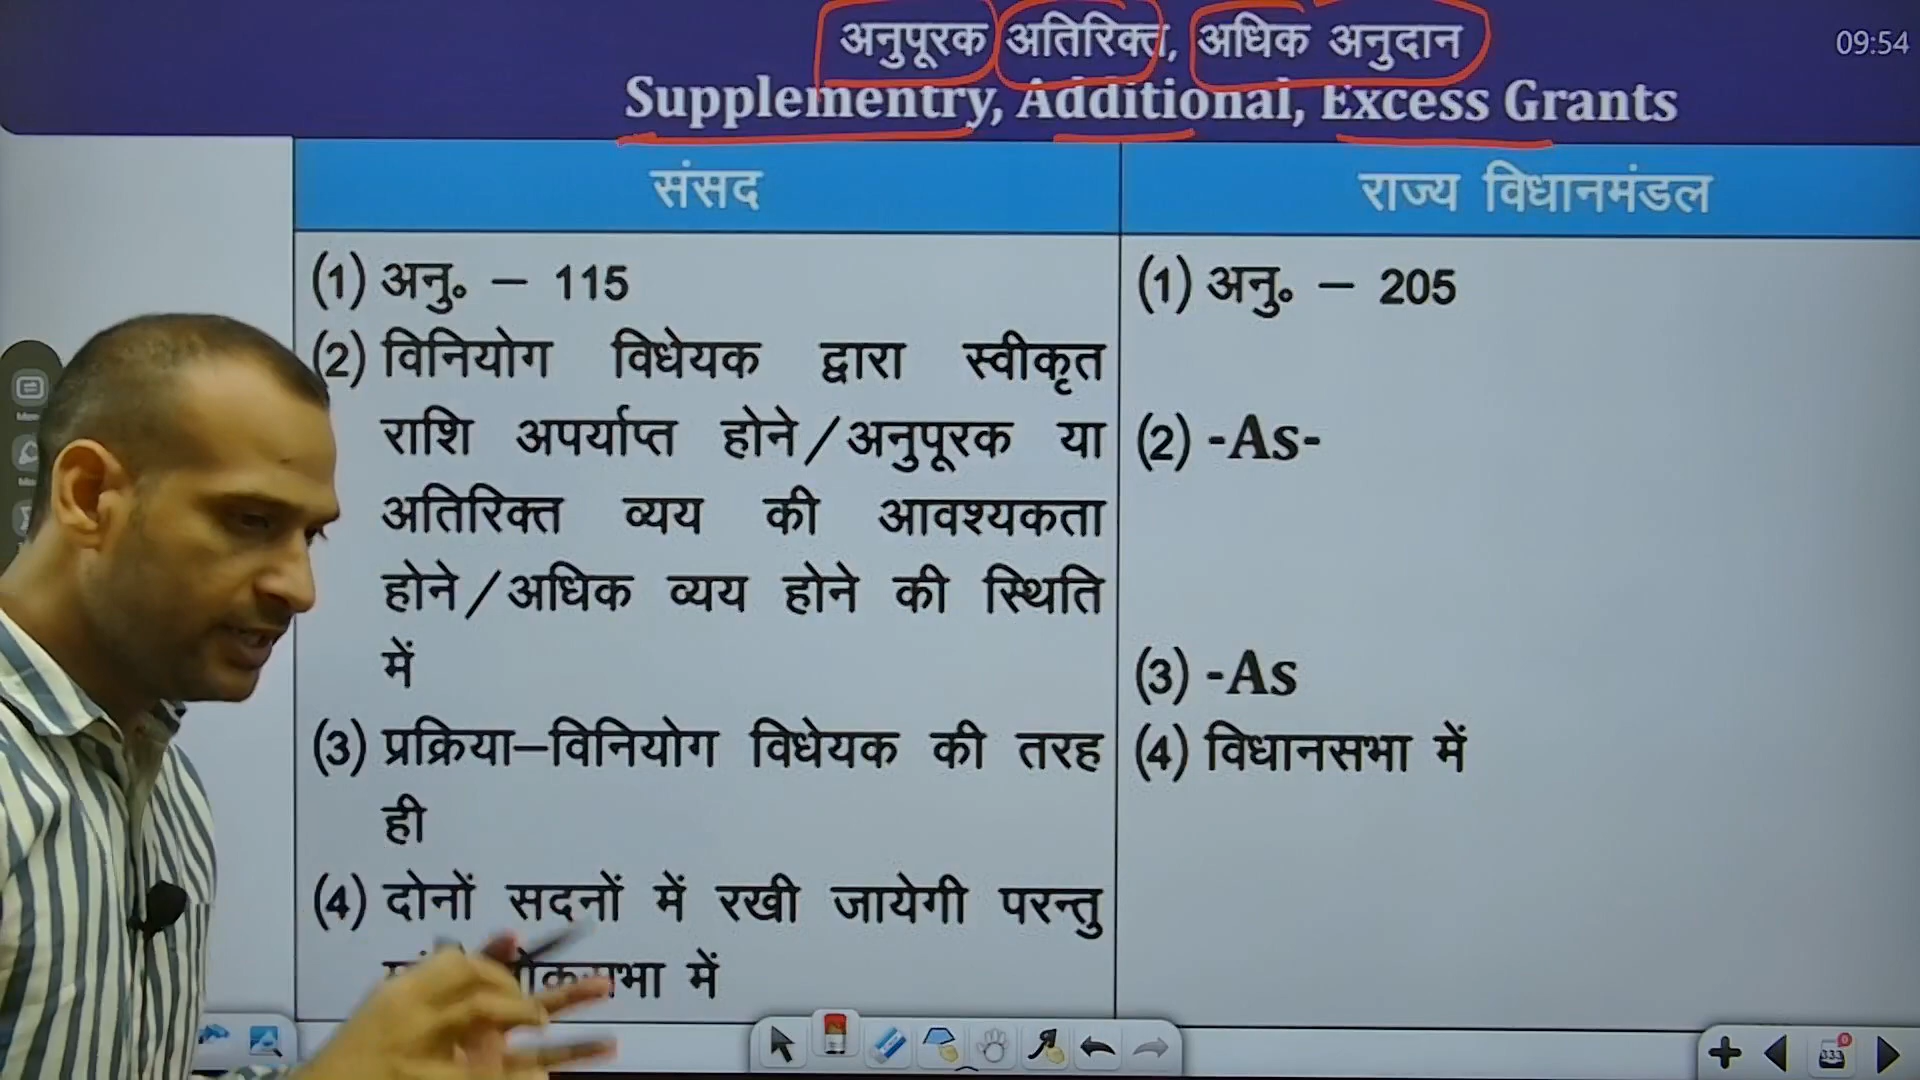 अनुपूरक अतिरिक्त, अधिक अनुदान
09:54
Supplementry, Additional, Excess Grants
संसद
राज्य विधानमंडल
(1) अनु॰ – 115
(2) विनियोग विधेयक द्वारा स्वीकृत
राशि अपर्याप्त होने/अनुपूरक या
अतिरिक्त व्यय की आवश्यकता
होने/अधिक व्यय होने की स्थिति
में
(3) प्रक्रिया–विनियोग विधेयक की तरह
ही
(4) दोनों सदनों में रखी जायेगी परन्तु
में
(1) अनु॰ – 205
(2) -As-
(3) -As
(4) विधानसभा में
333